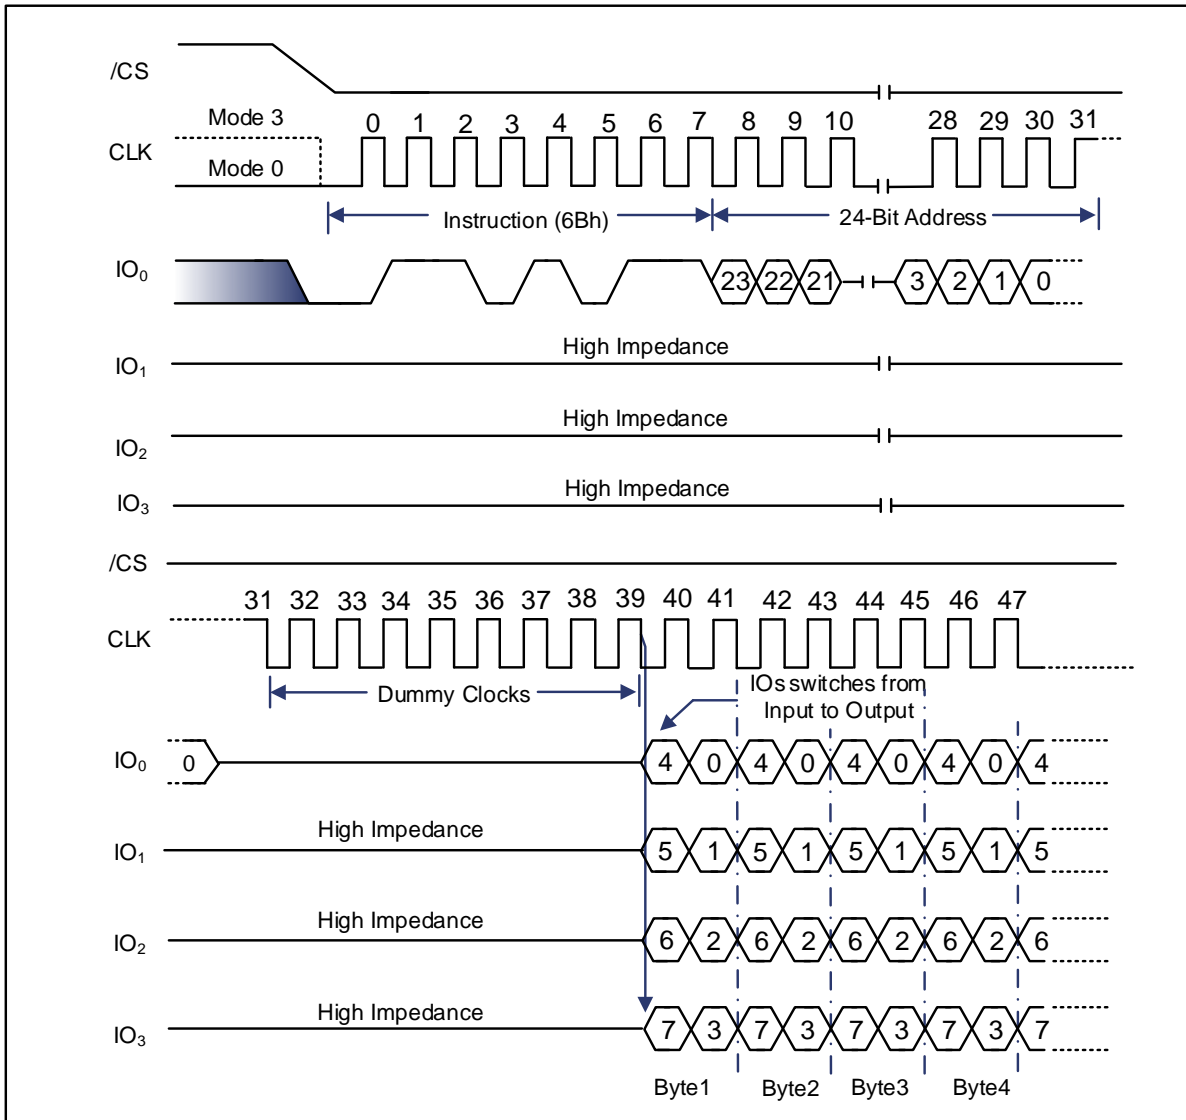 /CS
Mode 3
0 1 2 3 4 5 6 7 8 9 10 28 29 30 31
CLK
Mode 0
Instruction (6Bh) 24-Bit Address
IO₀ 23 22 21 3 2 1 0
High Impedance
IO₁
High Impedance
IO₂
High Impedance
IO₃
/CS
31 32 33 34 35 36 37 38 39 40 41 42 43 44 45 46 47
CLK
Dummy Clocks
IOs switches from
Input to Output
IO₀ 0 4 0 4 0 4 0 4 0 4
High Impedance
IO₁ 5 1 5 1 5 1 5 1 5
High Impedance
IO₂ 6 2 6 2 6 2 6 2 6
High Impedance
IO₃ 7 3 7 3 7 3 7 3 7
Byte1 Byte2 Byte3 Byte4